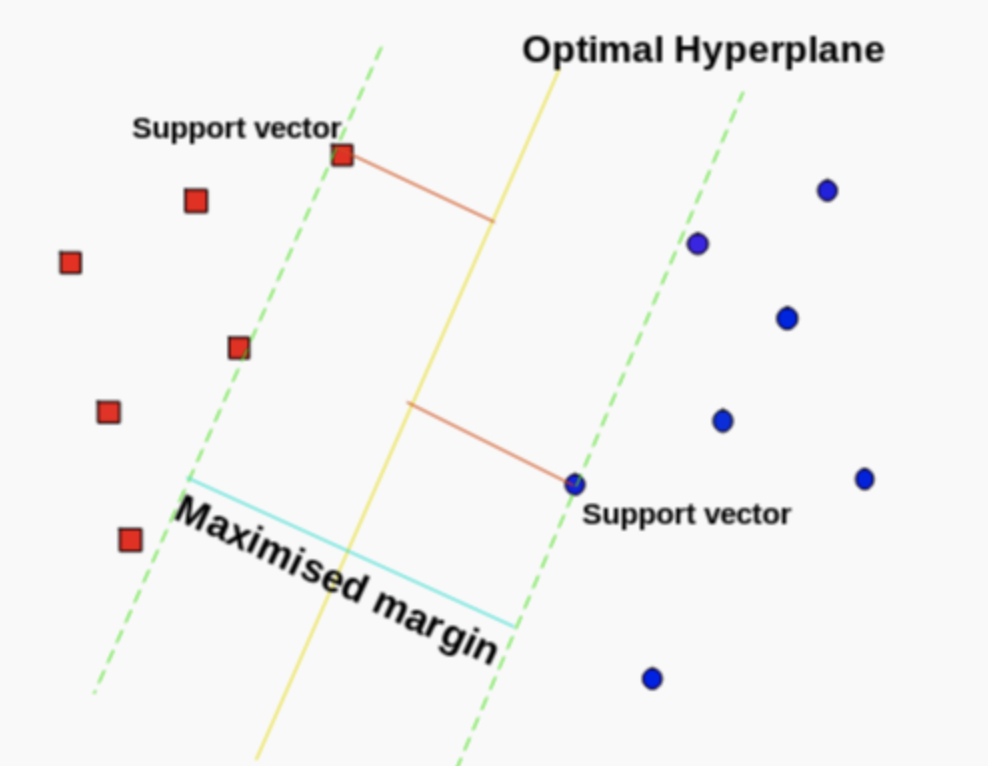 Optimal Hyperplane
Support vector
Support vector
Maximised margin